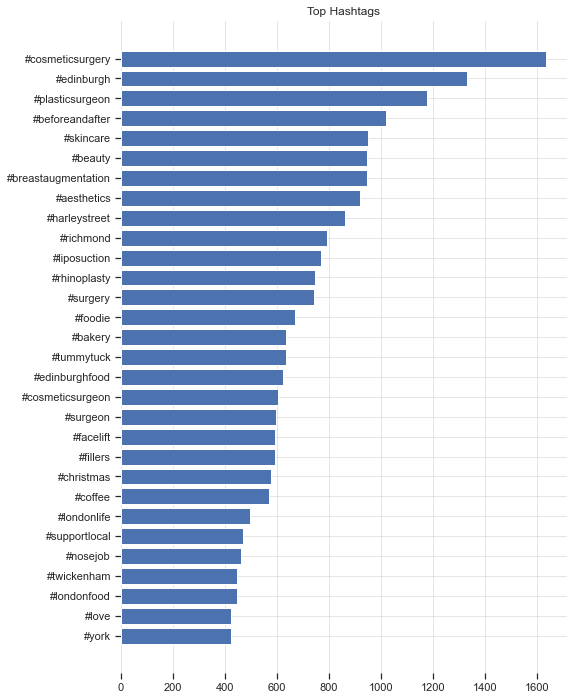 Top Hashtags
#cosmeticsurgery
#edinburgh
#plasticsurgeon
#beforeandafter
#skincare
#beauty
#breastaugmentation
#aesthetics
#harleystreet
#richmond
#liposuction
#rhinoplasty
#surgery
#foodie
#bakery
#tummytuck
#edinburghfood
#cosmeticsurgeon
#surgeon
#facelift
#fillers
#christmas
#coffee
#londonlife
#supportlocal
#nosejob
#twickenham
#londonfood
#love
#york
0 200 400 600 800 1000 1200 1400 1600